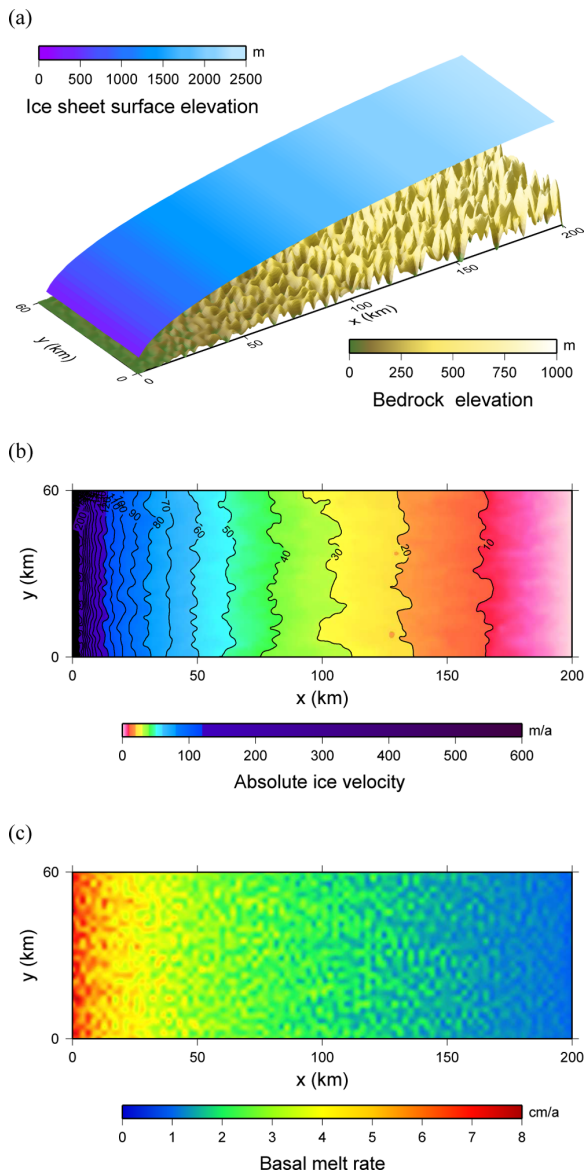 (a)
m
0 500 1000 1500 2000 2500
Ice sheet surface elevation
200
150
100
x (km)
50
60
y (km)
0
0
m
0 250 500 750 1000
Bedrock elevation
(b)
60
100 90 80 70 60 50 40 30 20 10
y (km)
0
0 50 100 150 200
x (km)
m/a
0 100 200 300 400 500 600
Absolute ice velocity
(c)
60
y (km)
0
0 50 100 150 200
x (km)
cm/a
0 1 2 3 4 5 6 7 8
Basal melt rate